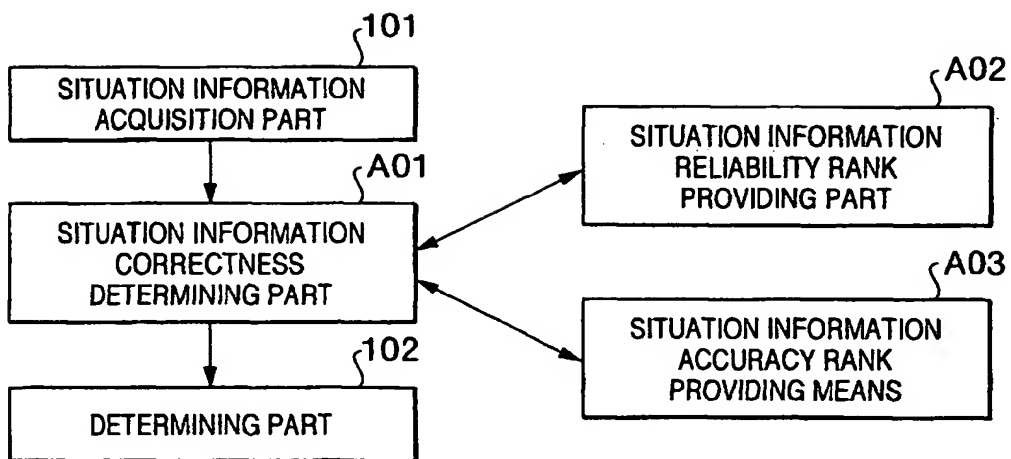 101
SITUATION INFORMATION
ACQUISITION PART
A01
SITUATION INFORMATION
CORRECTNESS
DETERMINING PART
102
DETERMINING PART
A02
SITUATION INFORMATION
RELIABILITY RANK
PROVIDING PART
A03
SITUATION INFORMATION
ACCURACY RANK
PROVIDING MEANS